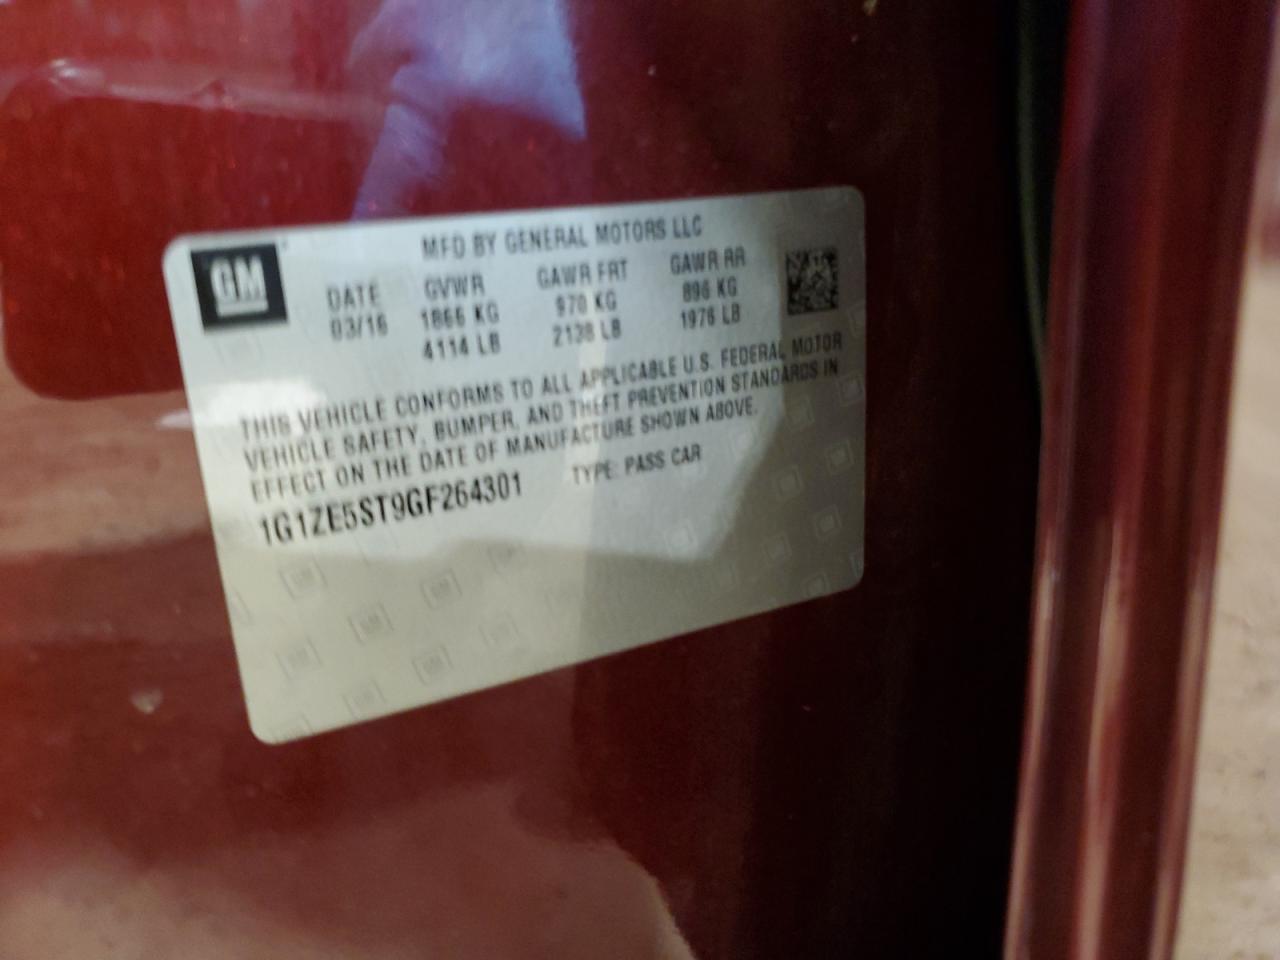 GM
MFD BY GENERAL MOTORS LLC
DATE GVWR GAWR FRT GAWR RR
03/16 1866 KG 970 KG 896 KG
4114 LB 2138 LB 1976 LB
THIS VEHICLE CONFORMS TO ALL APPLICABLE U.S. FEDERAL MOTOR
VEHICLE SAFETY, BUMPER, AND THEFT PREVENTION STANDARDS IN
EFFECT ON THE DATE OF MANUFACTURE SHOWN ABOVE.
1G1ZE5ST9GF264301 TYPE: PASS CAR